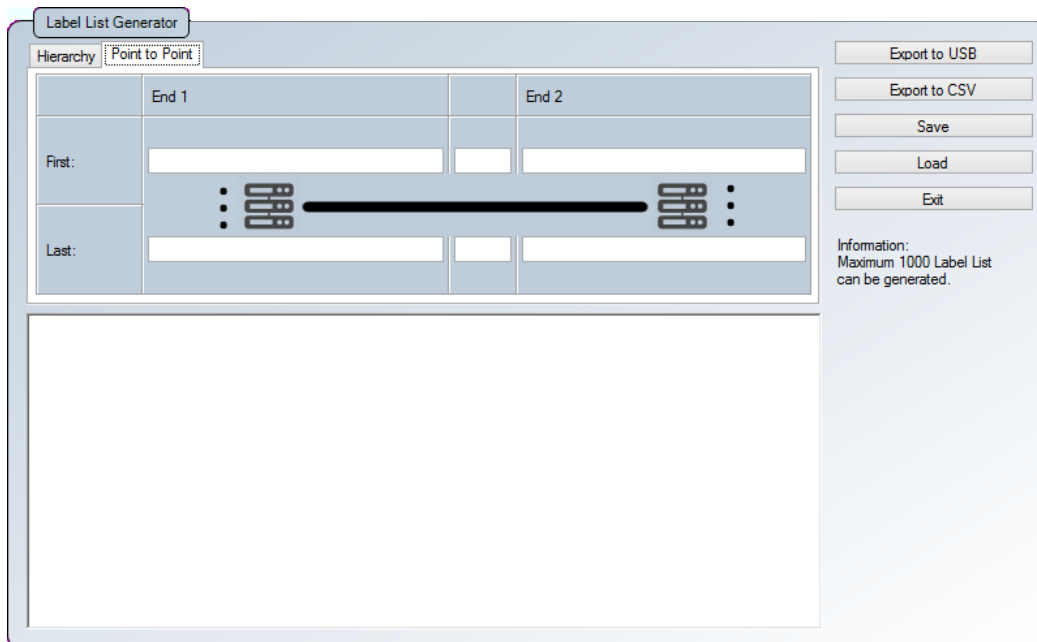 Label List Generator
Hierarchy
Point to Point
End 1
End 2
First:
Last:
Export to USB
Export to CSV
Save
Load
Exit
Information:
Maximum 1000 Label List
can be generated.